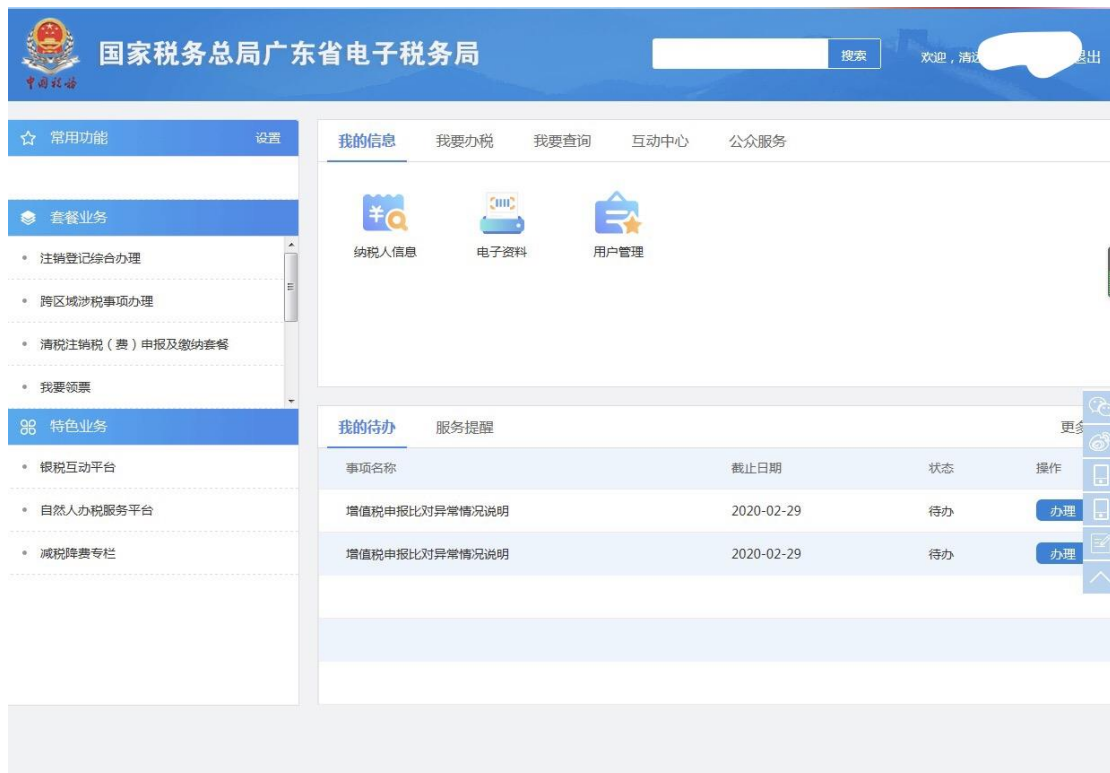 国家税务总局广东省电子税务局
中国税务
搜索
欢迎，清远
退出
常用功能
设置
套餐业务
注销登记综合办理
跨区域涉税事项办理
清税注销税（费）申报及缴纳套餐
我要领票
特色业务
银税互动平台
自然人办税服务平台
减税降费专栏
我的信息 我要办税 我要查询 互动中心 公众服务
纳税人信息 电子资料 用户管理
我的待办 服务提醒
更多
事项名称 截止日期 状态 操作
增值税申报比对异常情况说明 2020-02-29 待办 办理
增值税申报比对异常情况说明 2020-02-29 待办 办理